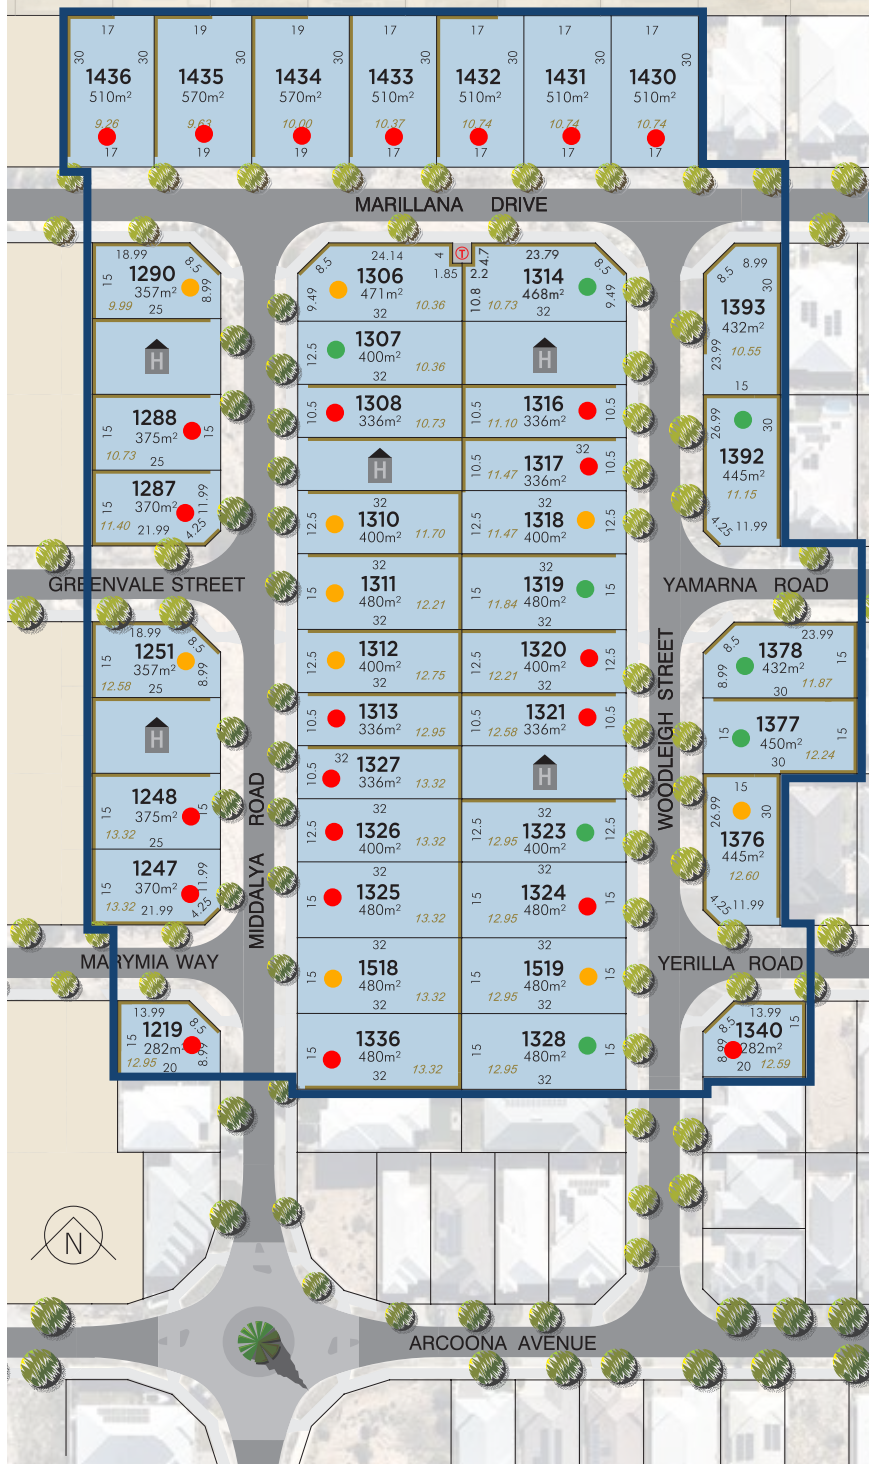 17 19 19 17 17 17 17
30 30 30 30 30
1436 1435 1434 1433 1432 1431 1430
510m² 570m² 570m² 510m² 510m² 510m² 510m²
9.26 9.63 10.00 10.37 10.74 10.74 10.74
17 19 19 17 17 17 17
MARILLANA DRIVE
18.99 8.5
1290
357m²
15 8.99
9.99 25
H
1288
15 375m² 15
10.73 25
1287
15 370m² 11.99
11.40 21.99 4.25
24.14 4 1.85
8.5 1306
9.49 471m² 10.36
32
T
4.7 2.2 23.79 8.5
1314
10.8 10.73 468m² 9.49
32
1307
12.5 400m² 10.36
32
H
1308
10.5 336m² 10.73
1316
10.5 11.10 336m² 10.5
H
32
1317
10.5 11.47 336m² 10.5
32
1310
12.5 400m² 11.70
32
1318
12.5 11.47 400m² 12.5
32
1311
15 480m² 12.21
32
32
1319
15 11.84 480m² 15
32
1312
12.5 400m² 12.75
32
1320
12.5 12.21 400m² 12.5
32
1313
10.5 336m² 12.95
1321
10.5 12.58 336m² 10.5
32
1327
10.5 336m² 13.32
H
32
1326
12.5 400m² 13.32
32
1323
12.5 12.95 400m² 12.5
32
1325
15 480m² 13.32
32
1324
15 12.95 480m² 15
32
1518
15 480m² 13.32
32
32
1519
15 12.95 480m² 15
32
1336
15 480m² 13.32
32
1328
15 12.95 480m² 15
32
8.5 8.99
30
1393
432m²
23.99 10.55
15
26.99 30
1392
445m²
11.15
4.25 11.99
GREENVALE STREET
YAMARNA ROAD
18.99 8.5
1251
15 357m² 8.99
12.58 25
H
1248
15 375m² 15
13.32 25
1247
15 370m² 11.99
13.32 21.99 4.25
MIDDALYA ROAD
WOODLEIGH STREET
8.5 23.99
1378
8.99 432m² 15
30 11.87
1377
15 450m² 15
30 12.24
15
26.99 30
1376
445m²
12.60
4.25 11.99
MARYMIA WAY
YERILLA ROAD
13.99 8.5
1219
15 282m² 8.99
12.95 20
8.5 13.99
1340
8.99 282m² 15
20 12.59
N
ARCOONA AVENUE